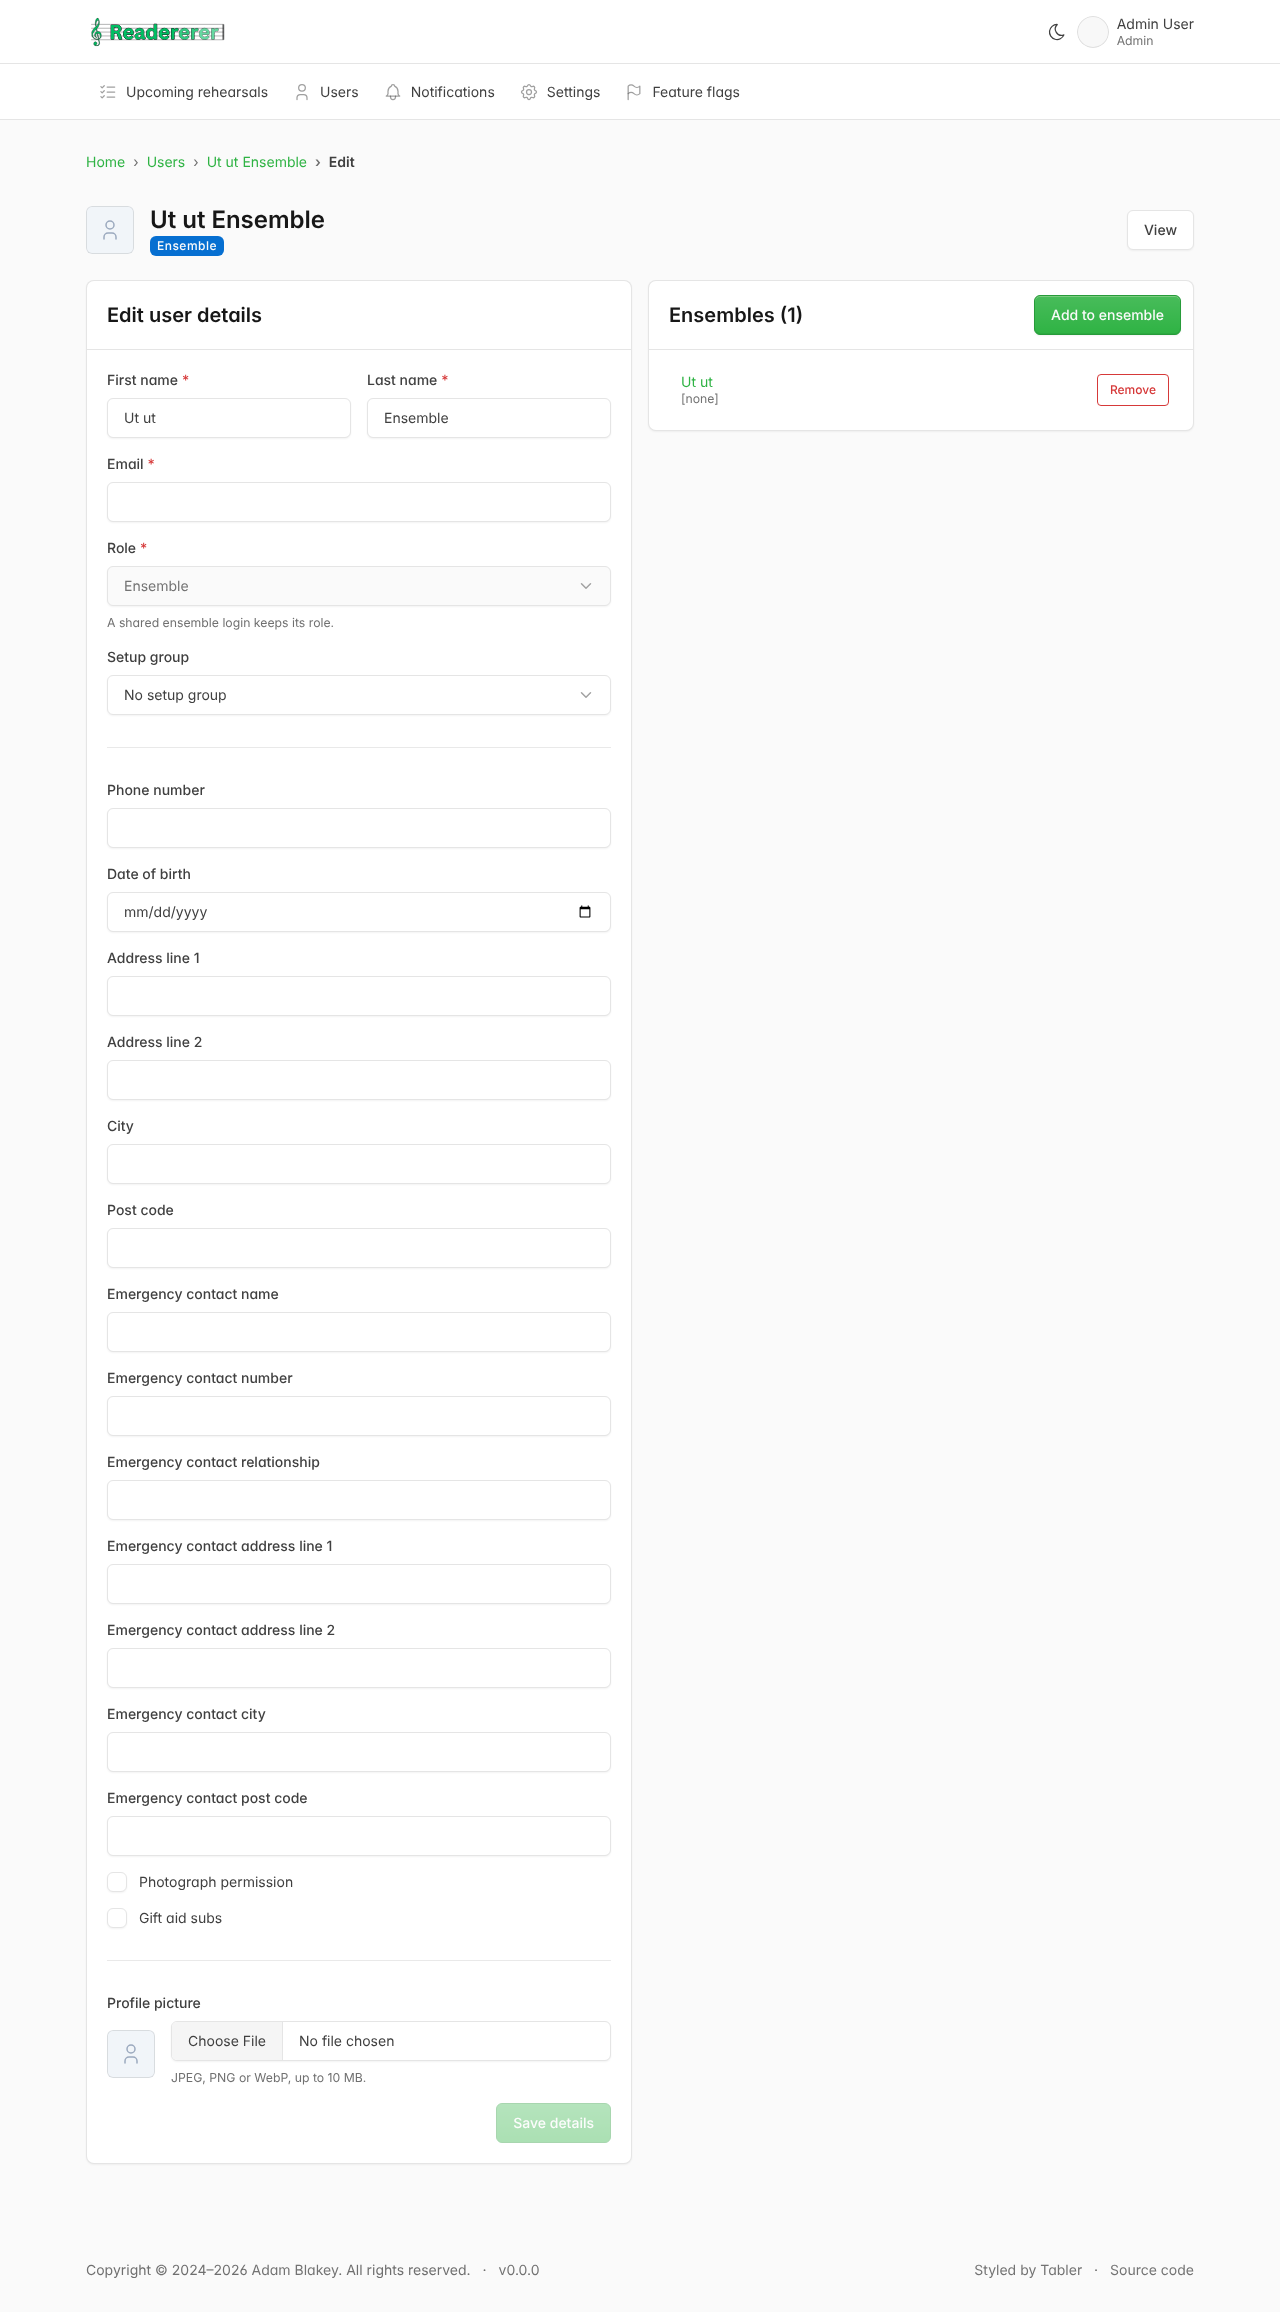 Readererer
Admin User
Admin
Upcoming rehearsals
Users
Notifications
Settings
Feature flags
Home › Users › Ut ut Ensemble › Edit
Ut ut Ensemble
Ensemble
View
Edit user details
First name *
Last name *
Ut ut
Ensemble
Email *
Role *
Ensemble
A shared ensemble login keeps its role.
Setup group
No setup group
Phone number
Date of birth
mm/dd/yyyy
Address line 1
Address line 2
City
Post code
Emergency contact name
Emergency contact number
Emergency contact relationship
Emergency contact address line 1
Emergency contact address line 2
Emergency contact city
Emergency contact post code
Photograph permission
Gift aid subs
Profile picture
Choose File
No file chosen
JPEG, PNG or WebP, up to 10 MB.
Save details
Ensembles (1)
Add to ensemble
Ut ut
[none]
Remove
Copyright © 2024–2026 Adam Blakey. All rights reserved. · v0.0.0
Styled by Tabler · Source code